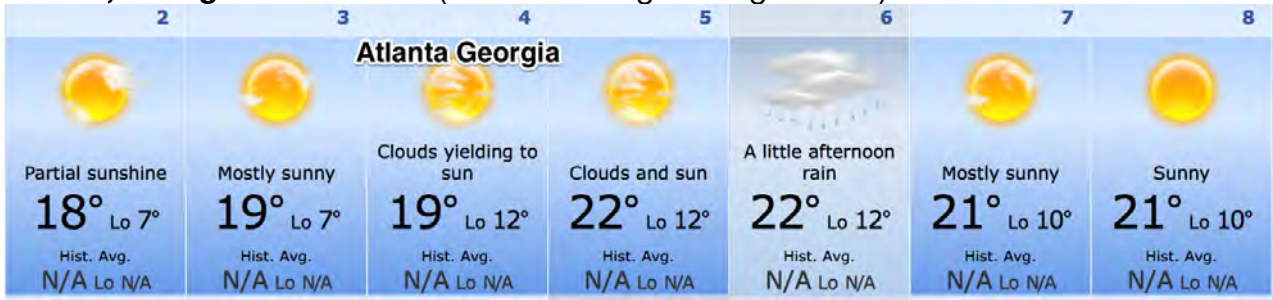 2 3 4 5 6 7 8
Atlanta Georgia
Partial sunshine
18° Lo 7°
Hist. Avg.
N/A Lo N/A
Mostly sunny
19° Lo 7°
Hist. Avg.
N/A Lo N/A
Clouds yielding to
sun
19° Lo 12°
Hist. Avg.
N/A Lo N/A
Clouds and sun
22° Lo 12°
Hist. Avg.
N/A Lo N/A
A little afternoon
rain
22° Lo 12°
Hist. Avg.
N/A Lo N/A
Mostly sunny
21° Lo 10°
Hist. Avg.
N/A Lo N/A
Sunny
21° Lo 10°
Hist. Avg.
N/A Lo N/A